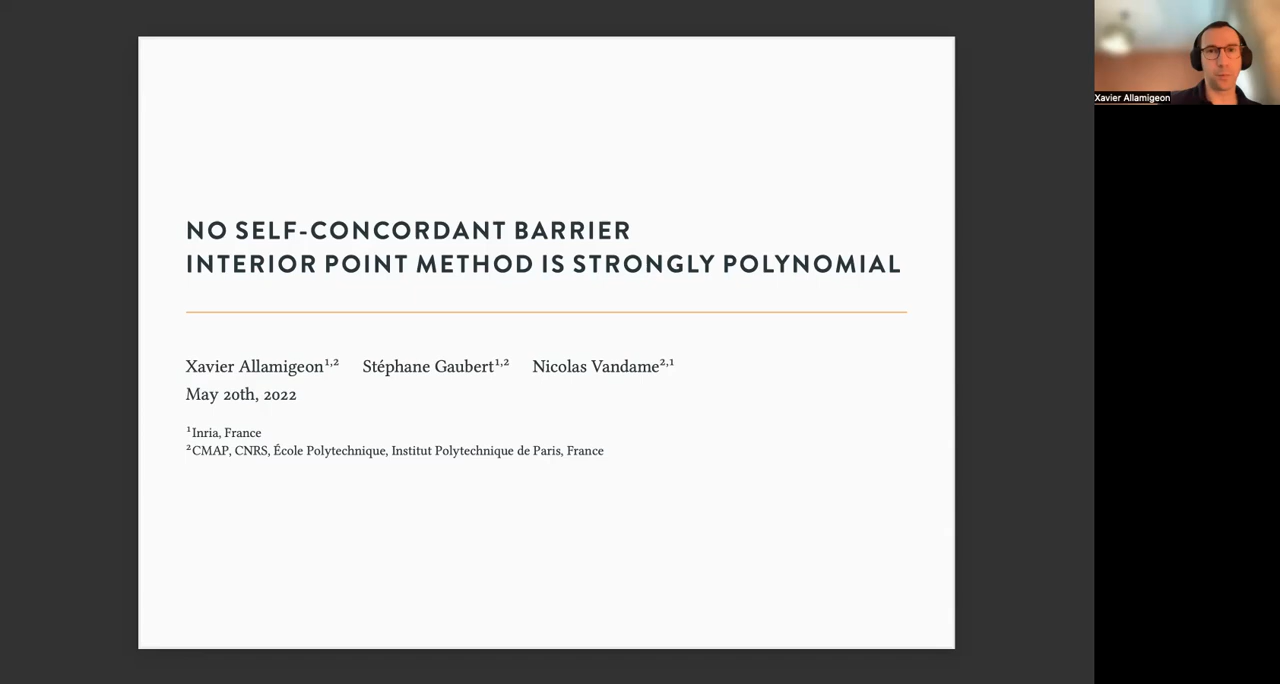 NO SELF-CONCORDANT BARRIER
INTERIOR POINT METHOD IS STRONGLY POLYNOMIAL
Xavier Allamigeon¹,² Stéphane Gaubert¹,² Nicolas Vandame²,¹
May 20th, 2022
¹Inria, France
²CMAP, CNRS, École Polytechnique, Institut Polytechnique de Paris, France
Xavier Allamigeon